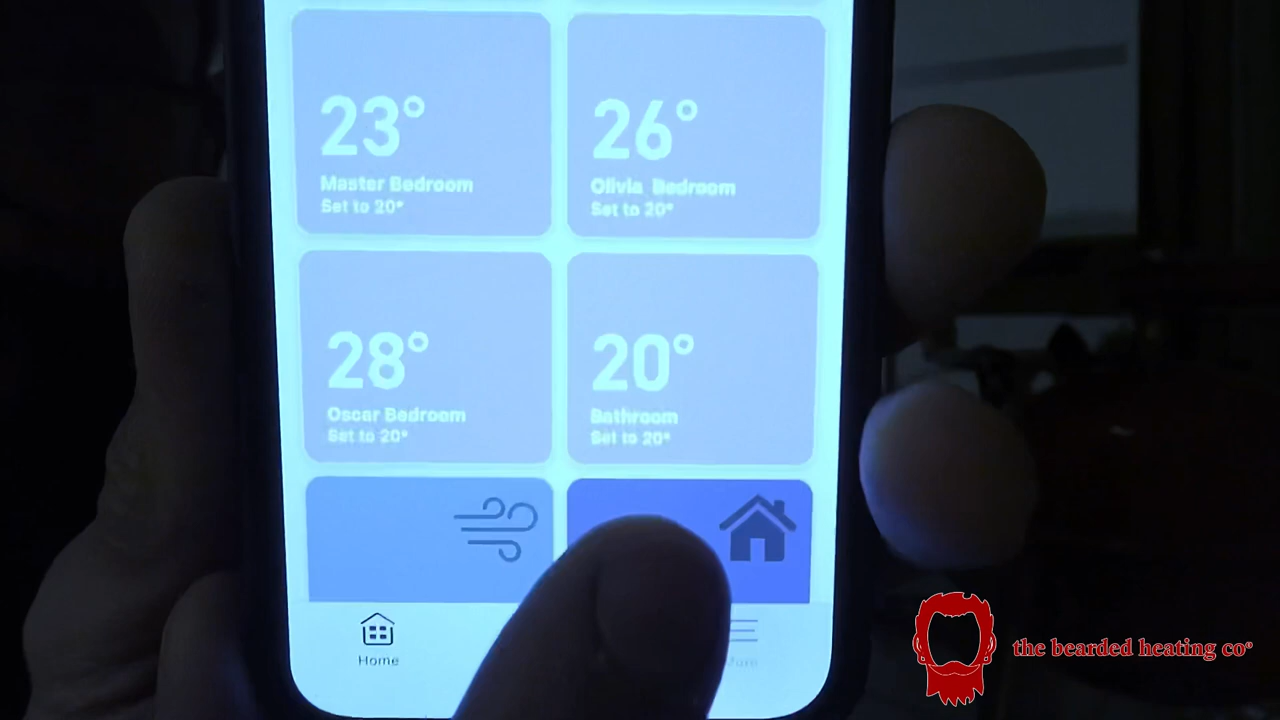 23°
Master Bedroom
Set to 20°
26°
Olivia Bedroom
Set to 20°
28°
Oscar Bedroom
Set to 20°
20°
Bathroom
Set to 20°
Home
the bearded heating co°